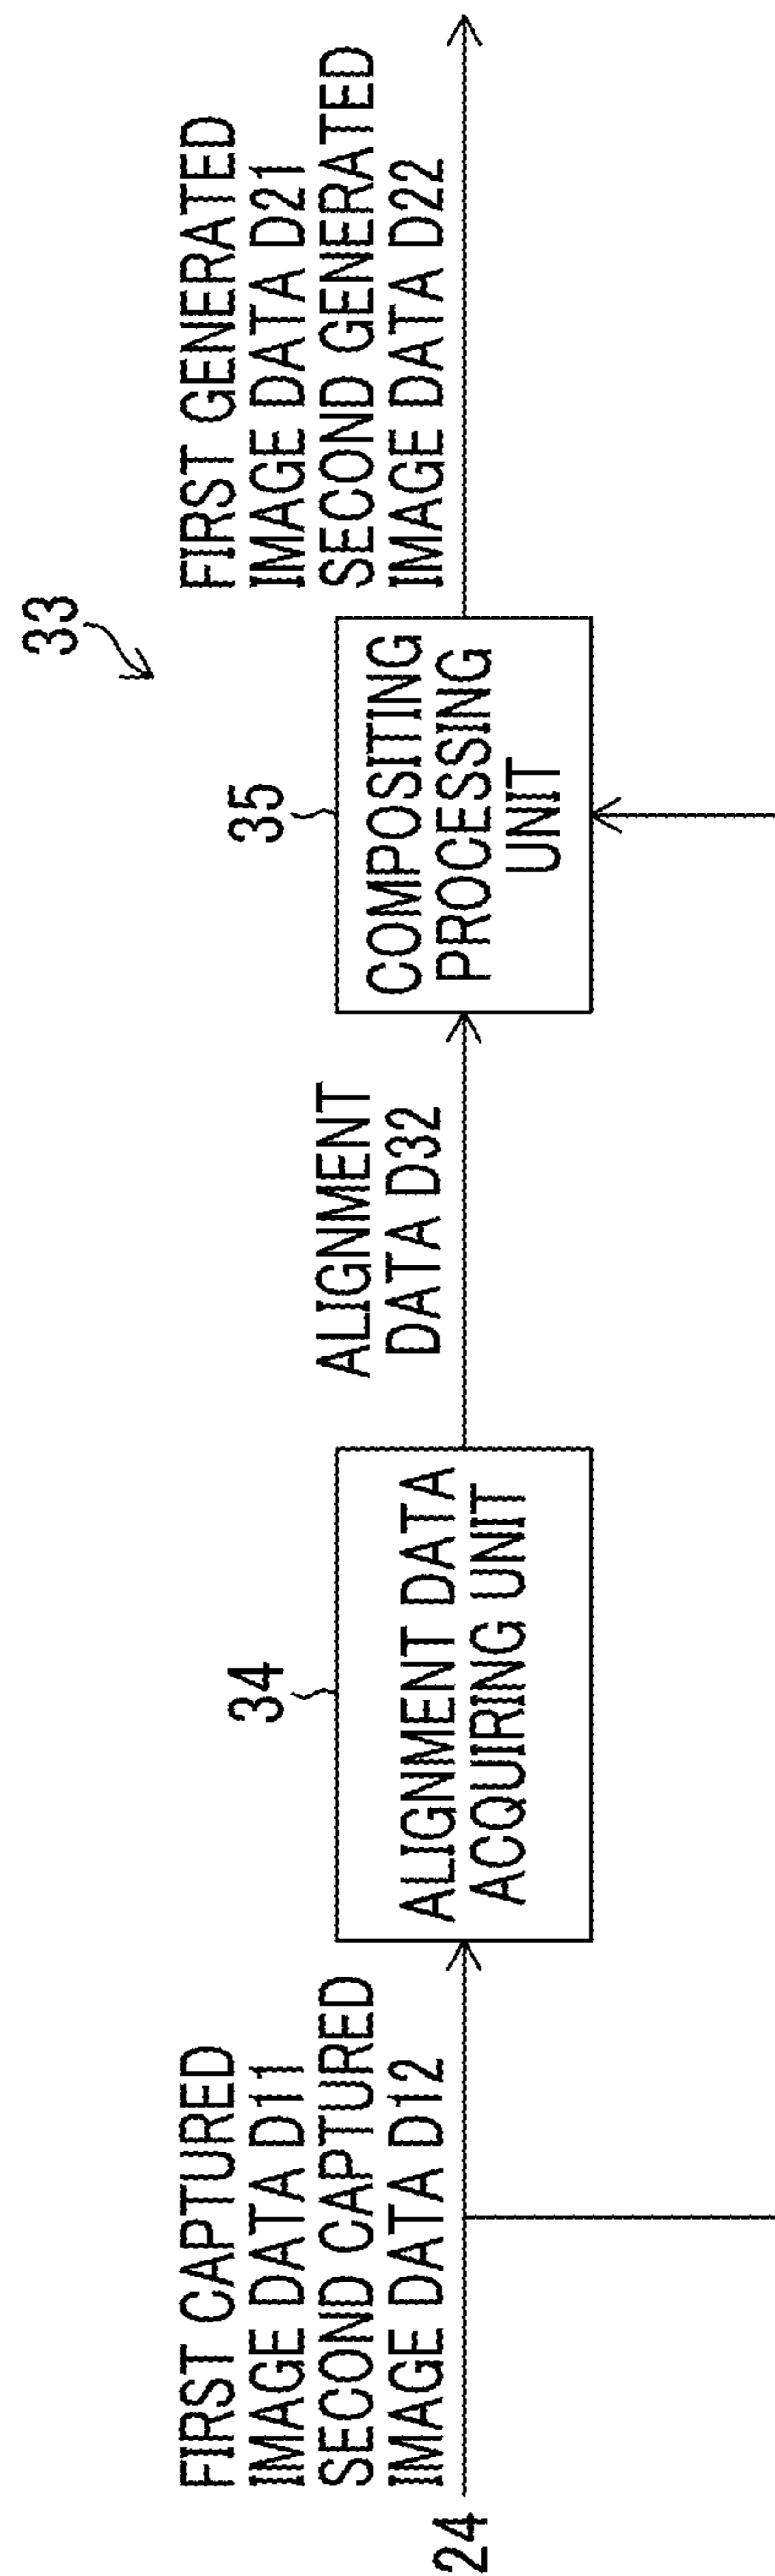 33
FIRST CAPTURED
IMAGE DATA D11
SECOND CAPTURED
IMAGE DATA D12
24
34
ALIGNMENT DATA
ACQUIRING UNIT
ALIGNMENT
DATA D32
35
COMPOSITING
PROCESSING
UNIT
FIRST GENERATED
IMAGE DATA D21
SECOND GENERATED
IMAGE DATA D22